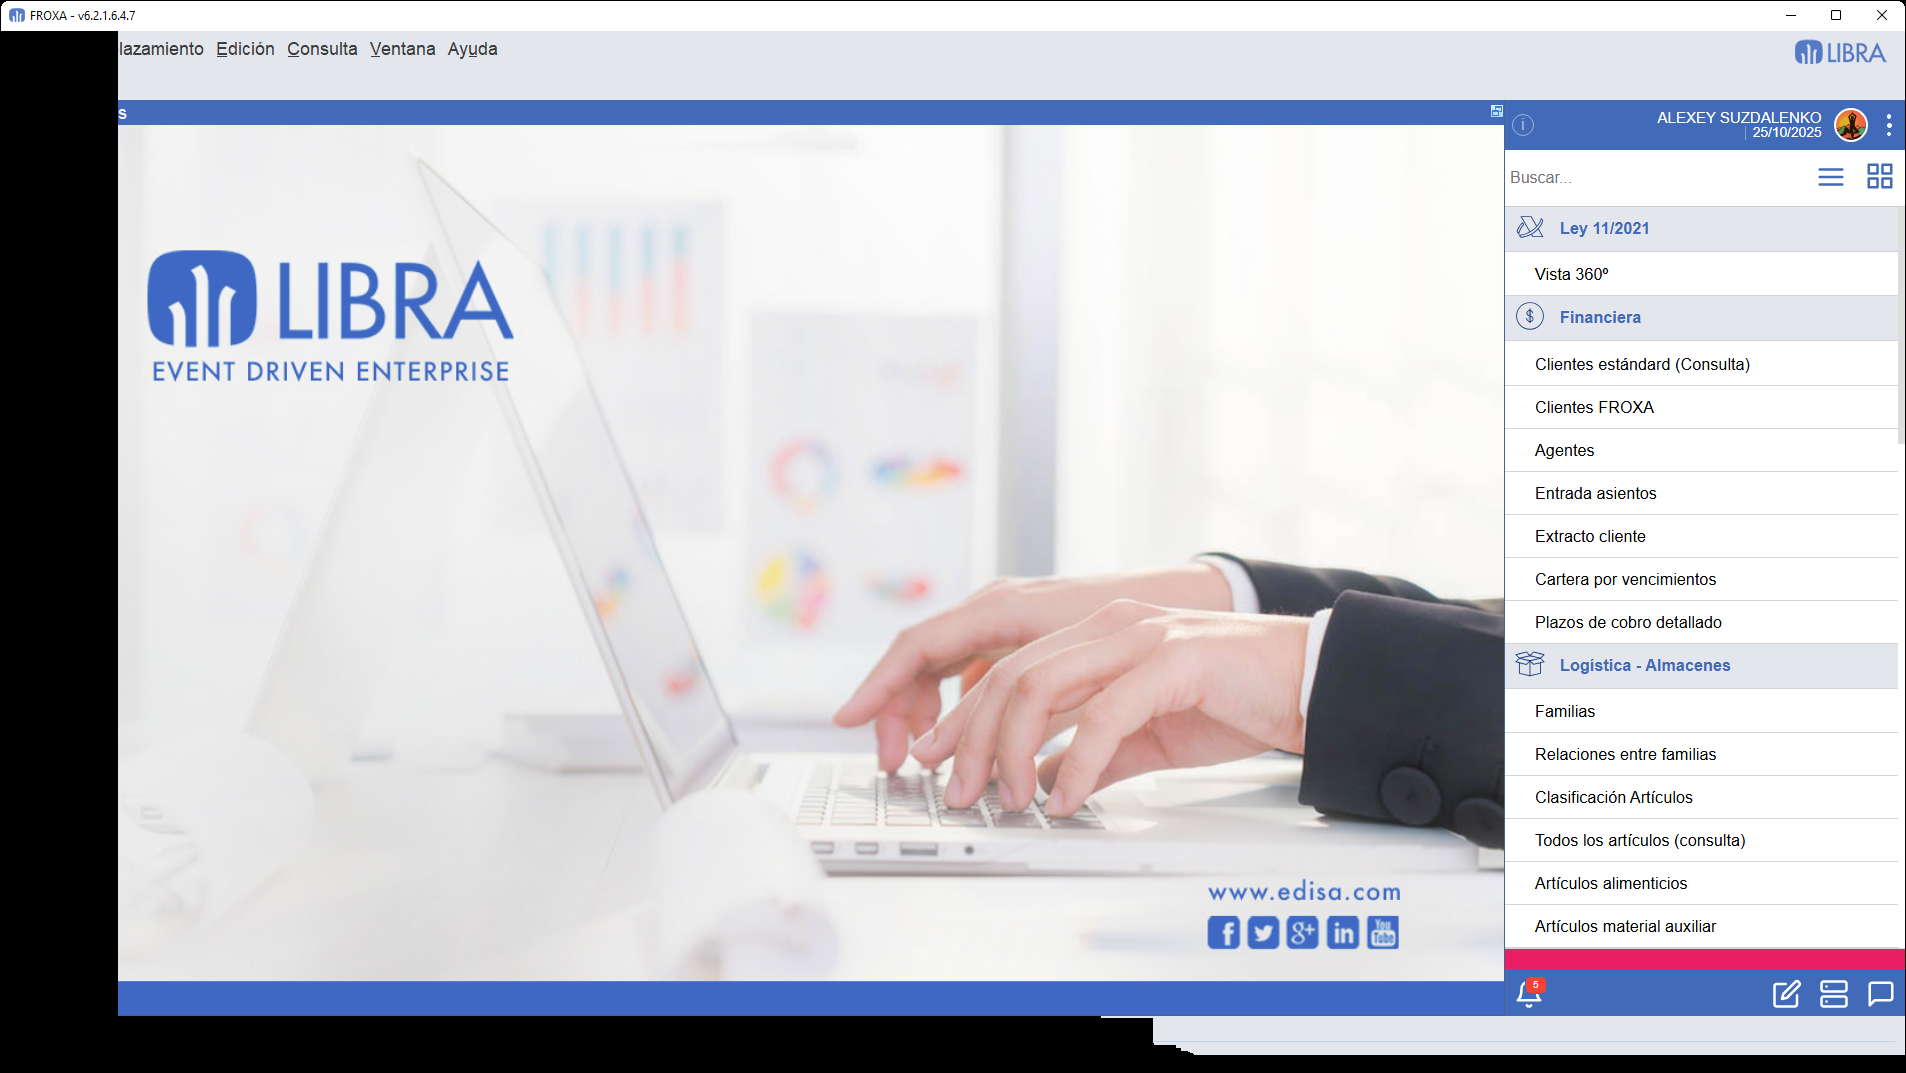 FROXA - v6.2.1.6.4.7
lazamiento Edición Consulta Ventana Ayuda
LIBRA
s
ALEXEY SUZDALENKO
25/10/2025
Buscar...
Ley 11/2021
Vista 360º
Financiera
Clientes estándard (Consulta)
Clientes FROXA
Agentes
Entrada asientos
Extracto cliente
Cartera por vencimientos
Plazos de cobro detallado
Logística - Almacenes
Familias
Relaciones entre familias
Clasificación Artículos
Todos los artículos (consulta)
Artículos alimenticios
Artículos material auxiliar
5
LIBRA
EVENT DRIVEN ENTERPRISE
www.edisa.com
f g+ in You Tube